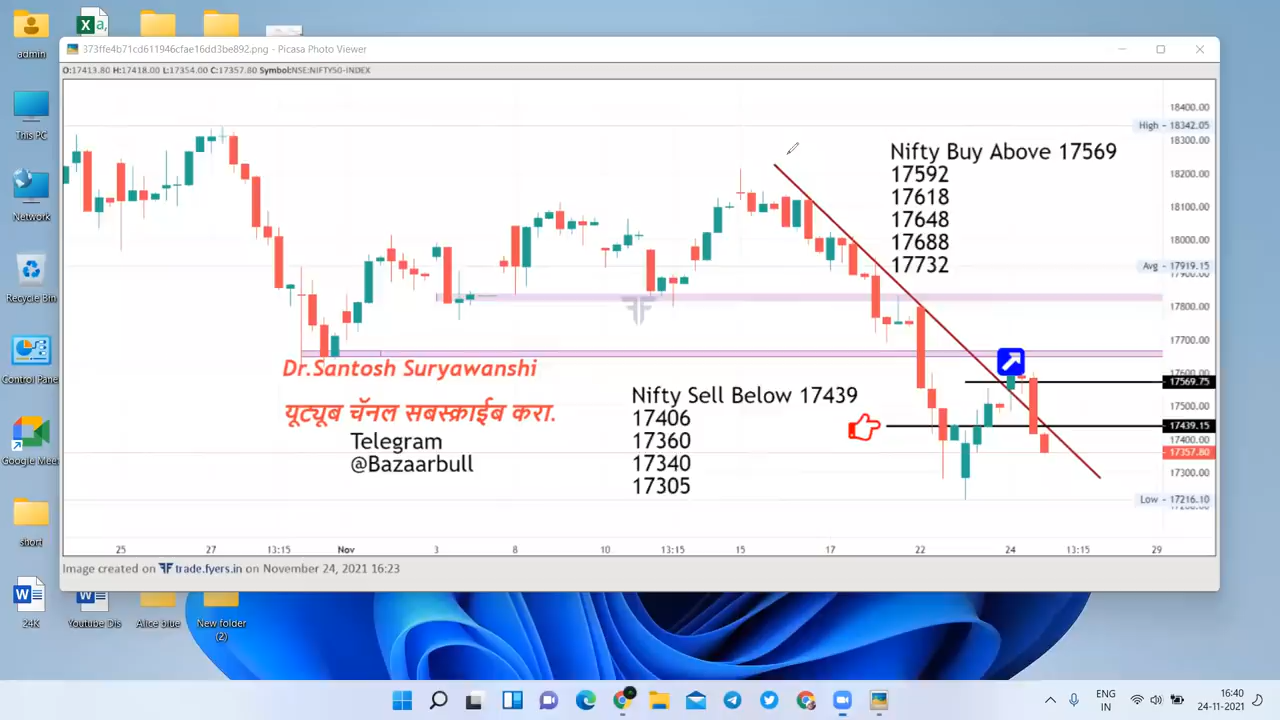 admin
This PC
Network
Recycle Bin
Control Pane
Google Mee
short
24K
Youtube Dis
Alice blue
New folder
(2)
373ffe4b71cd611946cfae16dd3be892.png - Picasa Photo Viewer
O:17413.80 H:17418.00 L:17354.00 C:17357.80 Symbol:NSE:NIFTY50-INDEX
Nifty Buy Above 17569
17592
17618
17648
17688
17732
Dr.Santosh Suryawanshi
यूट्यूब चॅनल सबस्क्राईब करा.
Telegram
@Bazaarbull
Nifty Sell Below 17439
17406
17360
17340
17305
18400.00
High - 18342.05
18300.00
18200.00
18100.00
18000.00
Avg - 17919.15
17900.00
17800.00
17700.00
17600.00
17569.75
17500.00
17439.15
17400.00
17357.80
17300.00
Low - 17216.10
25 27 13:15 Nov 3 8 10 13:15 15 17 22 24 13:15 29
Image created on trade.fyers.in on November 24, 2021 16:23
ENG
IN
16:40
24-11-2021